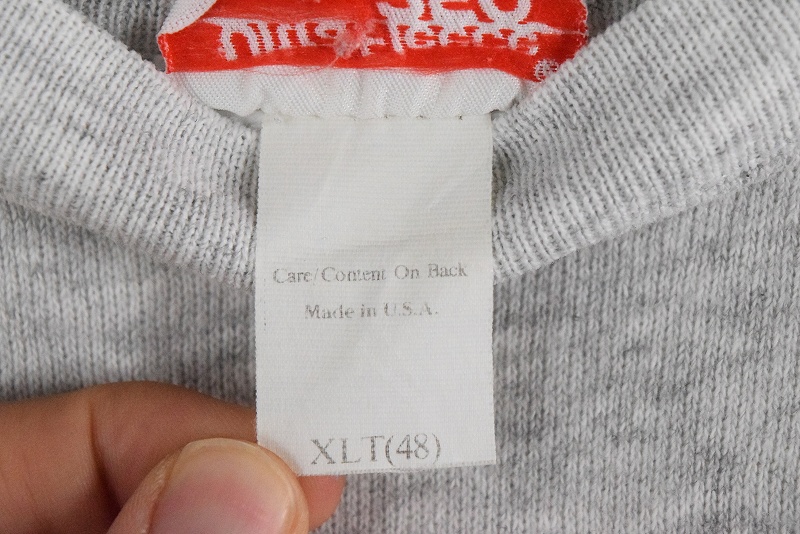 Care/Content On Back
Made in U.S.A.
XLT(48)